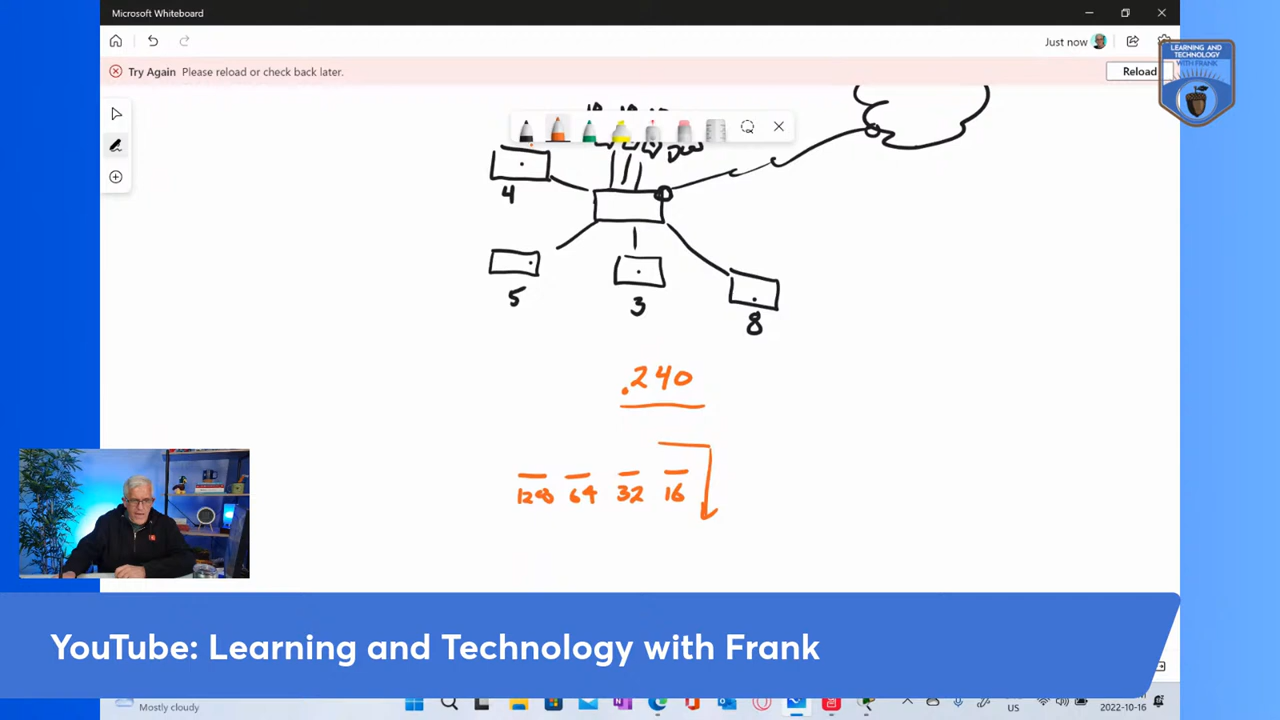 Microsoft Whiteboard
Just now
Try Again Please reload or check back later.
Reload
LEARNING AND
TECHNOLOGY
WITH FRANK
4
5
3
8
.240
128 64 32 16
YouTube: Learning and Technology with Frank
Mostly cloudy
US
2022-10-16